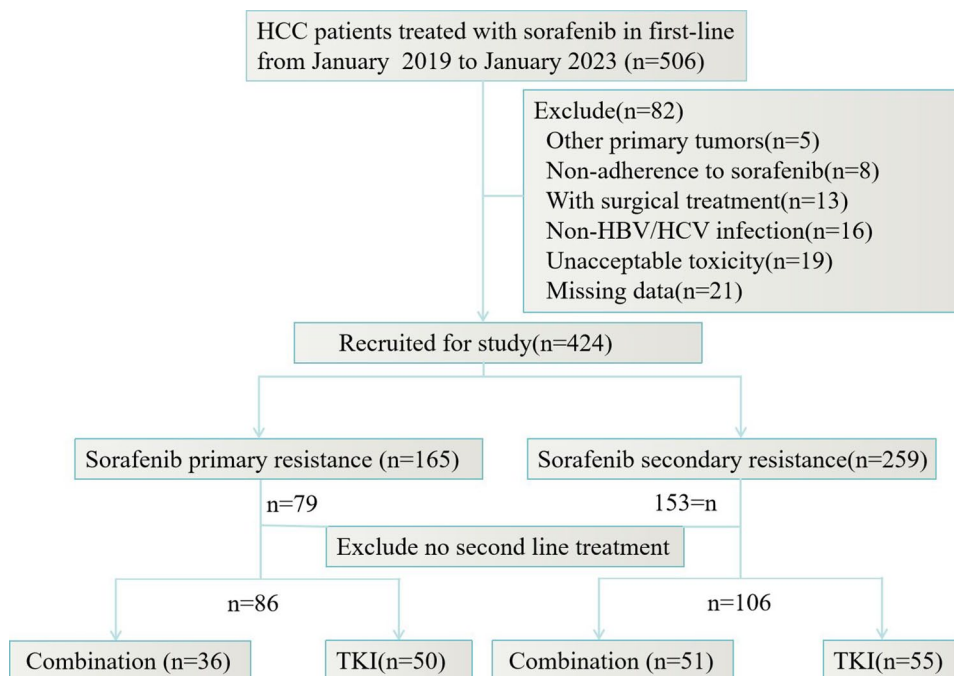 HCC patients treated with sorafenib in first-line
from January 2019 to January 2023 (n=506)
Exclude(n=82)
Other primary tumors(n=5)
Non-adherence to sorafenib(n=8)
With surgical treatment(n=13)
Non-HBV/HCV infection(n=16)
Unacceptable toxicity(n=19)
Missing data(n=21)
Recruited for study(n=424)
Sorafenib primary resistance (n=165)
Sorafenib secondary resistance(n=259)
n=79
153=n
Exclude no second line treatment
n=86
n=106
Combination (n=36)
TKI(n=50)
Combination (n=51)
TKI(n=55)